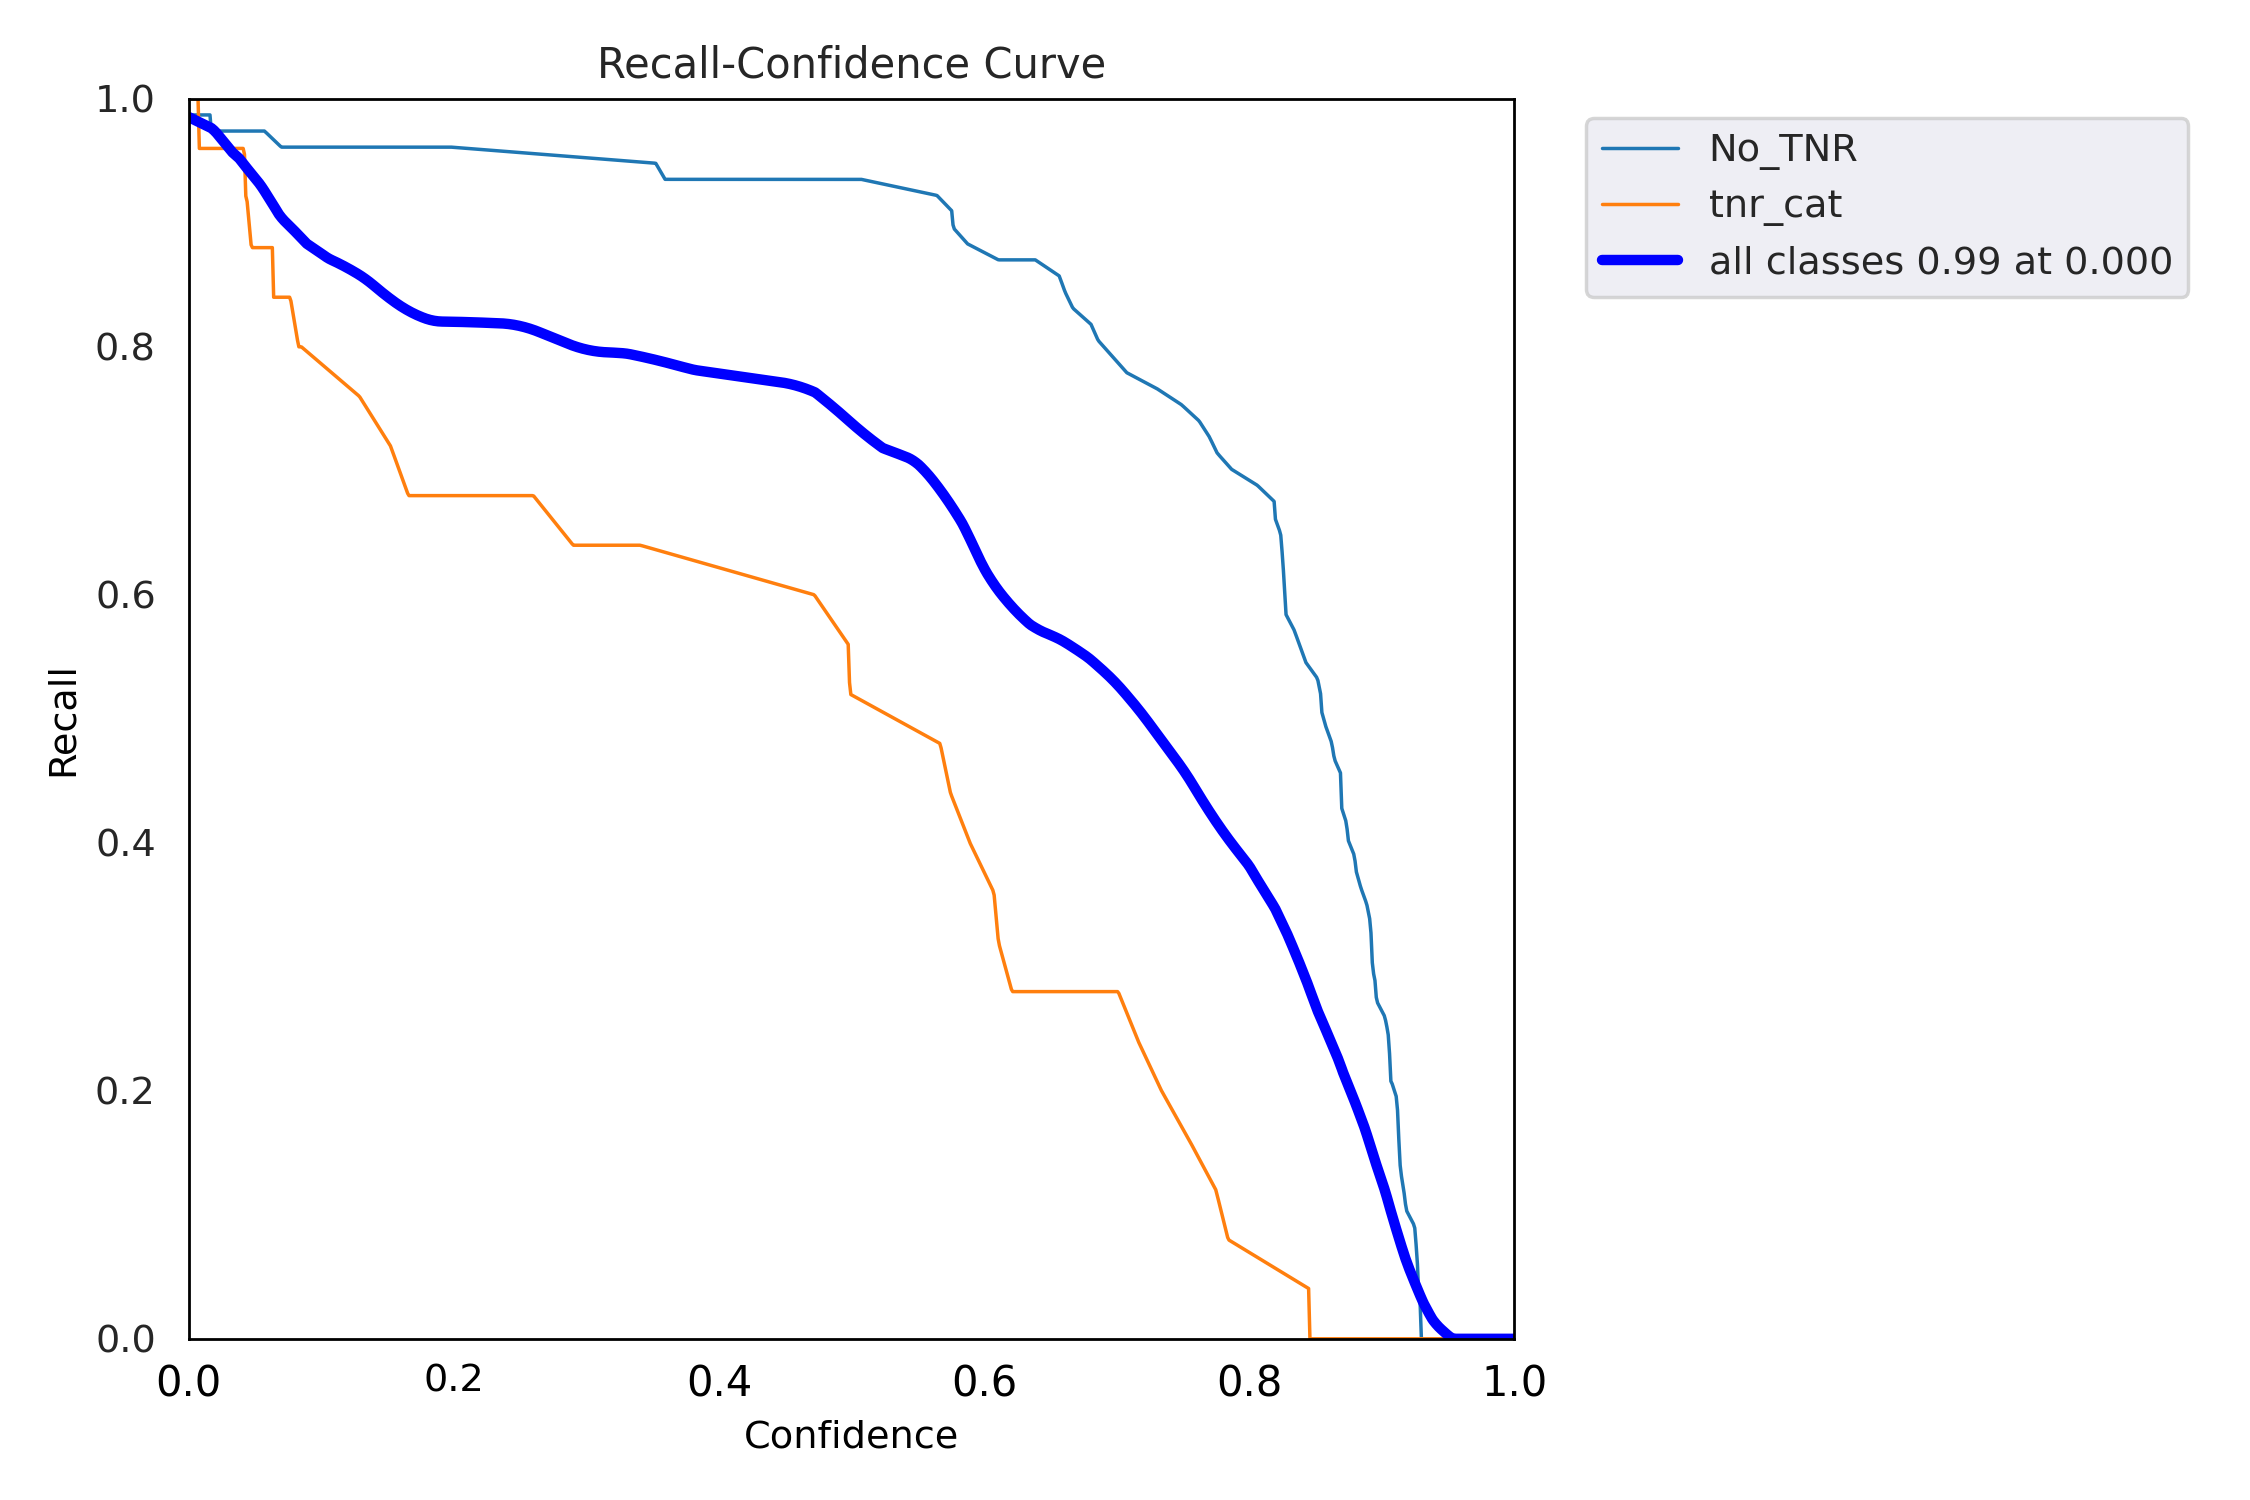 Recall-Confidence Curve
1.0
0.8
0.6
0.4
0.2
0.0
Recall
0.0 0.2 0.4 0.6 0.8 1.0
Confidence
No_TNR
tnr_cat
all classes 0.99 at 0.000